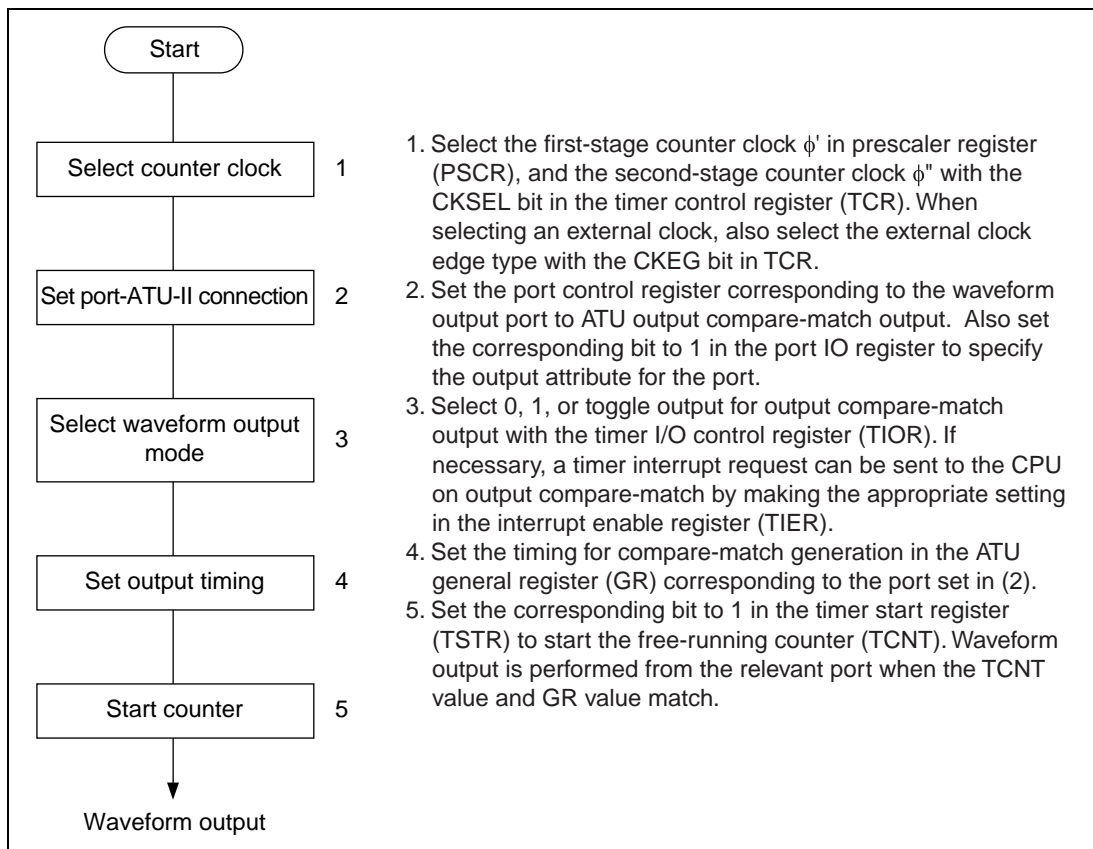 Start
Select counter clock
1
Set port-ATU-II connection
2
Select waveform output
mode
3
Set output timing
4
Start counter
5
Waveform output
1. Select the first-stage counter clock ϕ' in prescaler register
(PSCR), and the second-stage counter clock ϕ" with the
CKSEL bit in the timer control register (TCR). When
selecting an external clock, also select the external clock
edge type with the CKEG bit in TCR.
2. Set the port control register corresponding to the waveform
output port to ATU output compare-match output. Also set
the corresponding bit to 1 in the port IO register to specify
the output attribute for the port.
3. Select 0, 1, or toggle output for output compare-match
output with the timer I/O control register (TIOR). If
necessary, a timer interrupt request can be sent to the CPU
on output compare-match by making the appropriate setting
in the interrupt enable register (TIER).
4. Set the timing for compare-match generation in the ATU
general register (GR) corresponding to the port set in (2).
5. Set the corresponding bit to 1 in the timer start register
(TSTR) to start the free-running counter (TCNT). Waveform
output is performed from the relevant port when the TCNT
value and GR value match.